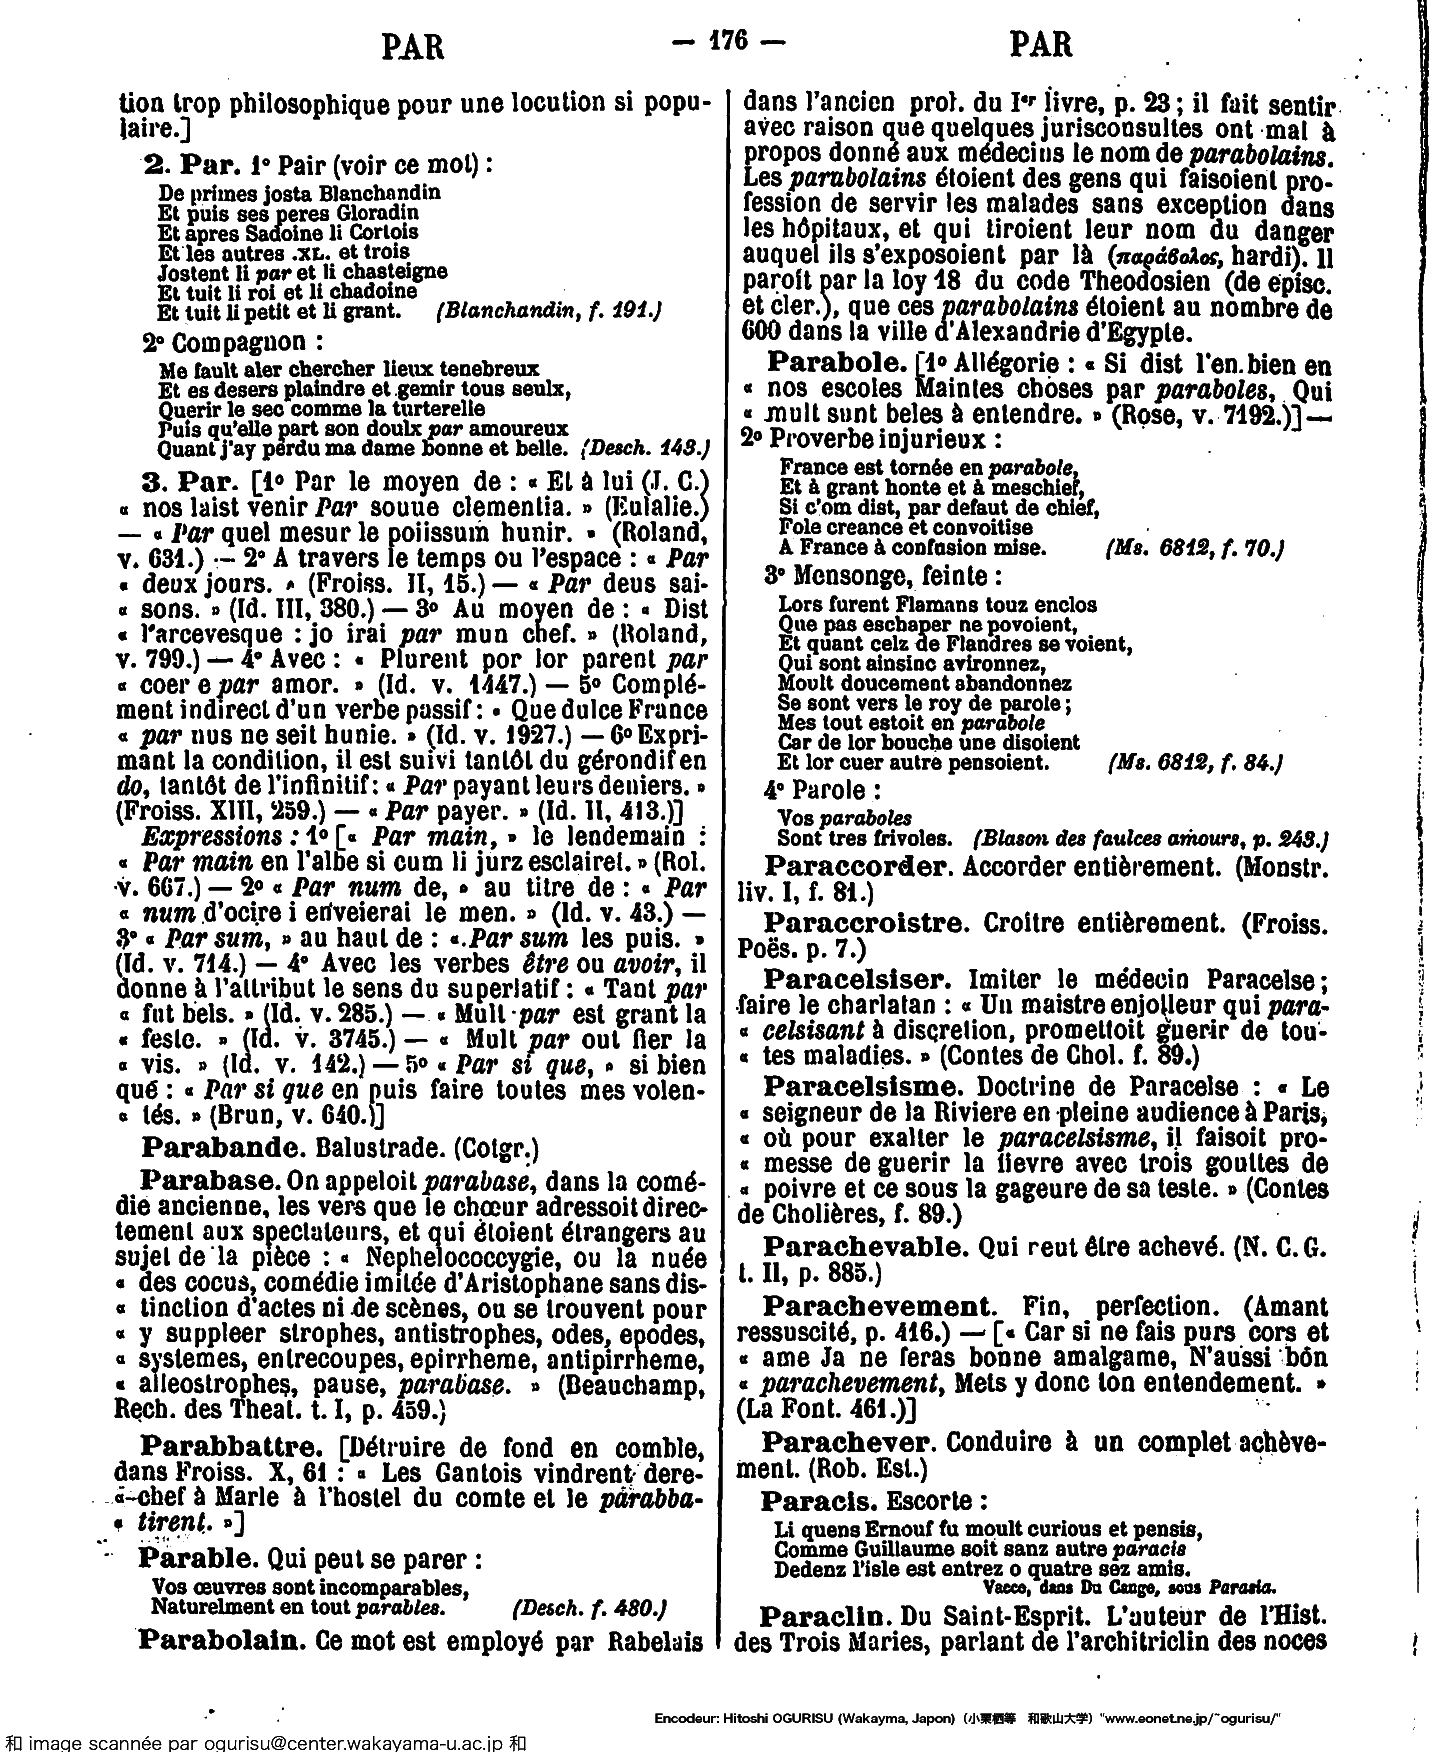 PAR
— 176 —
PAR
tion trop philosophique pour une locution si popu-
laire.]
2. Par. 1° Pair (voir ce mot) :
De primes josta Blanchandin
Et puis ses peres Gloradin
Et apres Sadoine li Cortois
Et les autres .XL. et trois
Jostent li par et li chasteigne
Et tuit li roi et li chadoine
Et tuit li petit et li grant. (Blanchandin, f. 191.)
2° Compagnon :
Me fault aler chercher lieux tenebreux
Et es desers plaindre et gemir tous seulx,
Querir le sec comme la turterelle
Puis qu'elle part son doulx par amoureux
Quant j'ay perdu ma dame bonne et belle. (Desch. 143.)
3. Par. [1° Par le moyen de : « Et à lui (J. C.)
« nos laist venir Par souue clementia. » (Eulalie.)
— « Par quel mesur le poiissum hunir. » (Roland,
v. 631.) — 2° A travers le temps ou l'espace : « Par
« deux jours. » (Froiss. II, 15.) — « Par deus sai-
« sons. » (Id. III, 380.) — 3° Au moyen de : « Dist
« l'arcevesque : jo irai par mun chef. » (Roland,
v. 799.) — 4° Avec : « Plurent por lor parent par
« coer e par amor. » (Id. v. 1447.) — 5° Complé-
ment indirect d'un verbe passif : « Que dulce France
« par nus ne seit hunie. » (Id. v. 1927.) — 6° Expri-
mant la condition, il est suivi tantôt du gérondif en
do, tantôt de l'infinitif : « Par payant leurs deniers. »
(Froiss. XIII, 259.) — « Par payer. » (Id. II, 413.)]
Expressions : 1° [« Par main, » le lendemain :
« Par main en l'albe si cum li jurz esclairet. » (Rol.
v. 667.) — 2° « Par num de, » au titre de : « Par
« num d'ocire i enveierai le men. » (Id. v. 43.) —
3° « Par sum, » au haut de : « Par sum les puis. »
(Id. v. 714.) — 4° Avec les verbes être ou avoir, il
donne à l'attribut le sens du superlatif : « Tant par
« fut bels. » (Id. v. 285.) — « Mult par est grant la
« feste. » (Id. v. 3745.) — « Mult par out fier la
« vis. » (Id. v. 142.) — 5° « Par si que, » si bien
que : « Par si que en puis faire toutes mes volen-
« tés. » (Brun, v. 640.)]
Parabande. Balustrade. (Cotgr.)
Parabase. On appeloit parabase, dans la comé-
die ancienne, les vers que le chœur adressoit direc-
tement aux spectateurs, et qui étoient étrangers au
sujet de la pièce : « Nephelococcygie, ou la nuée
« des cocus, comédie imitée d'Aristophane sans dis-
« tinction d'actes ni de scènes, ou se trouvent pour
« y suppleer strophes, antistrophes, odes, epodes,
« systemes, entrecoupes, epirrheme, antipirrheme,
« alleostrophes, pause, parabase. » (Beauchamp,
Rech. des Theat. t. I, p. 459.)
Parabbattre. [Détruire de fond en comble,
dans Froiss. X, 61 : « Les Gantois vindrent dere-
« chef à Marle à l'hostel du comte et le parabba-
« tirent. »]
Parable. Qui peut se parer :
Vos œuvres sont incomparables,
Naturelment en tout parables. (Desch. f. 480.)
Parabolain. Ce mot est employé par Rabelais
dans l'ancien prol. du Ier livre, p. 23 ; il fait sentir
avec raison que quelques jurisconsultes ont mal à
propos donné aux médecins le nom de parabolains.
Les parabolains étoient des gens qui faisoient pro-
fession de servir les malades sans exception dans
les hôpitaux, et qui tiroient leur nom du danger
auquel ils s'exposoient par là (παράβολος, hardi). Il
paroît par la loy 18 du code Theodosien (de episc.
et cler.), que ces parabolains étoient au nombre de
600 dans la ville d'Alexandrie d'Egypte.
Parabole. [1° Allégorie : « Si dist l'en bien en
« nos escoles Maintes choses par paraboles, Qui
« mult sunt beles à entendre. » (Rose, v. 7192.)] —
2° Proverbe injurieux :
France est tornée en parabole,
Et à grant honte et à meschief,
Si c'om dist, par defaut de chief,
Fole creance et convoitise
A France à confusion mise. (Ms. 6812, f. 70.)
3° Mensonge, feinte :
Lors furent Flamans touz enclos
Que pas eschaper ne povoient,
Et quant celz de Flandres se voient,
Qui sont ainsinc avironnez,
Moult doucement abandonnez
Se sont vers le roy de parole ;
Mes tout estoit en parabole
Car de lor bouche une disoient
Et lor cuer autre pensoient. (Ms. 6812, f. 84.)
4° Parole :
Vos paraboles
Sont tres frivoles. (Blason des faulces amours, p. 243.)
Paraccorder. Accorder entièrement. (Monstr.
liv. I, f. 81.)
Paraccroistre. Croître entièrement. (Froiss.
Poës. p. 7.)
Paracelsiser. Imiter le médecin Paracelse ;
faire le charlatan : « Un maistre enjolleur qui para-
« celsisant à discretion, promettoit guerir de tou-
« tes maladies. » (Contes de Chol. f. 89.)
Paracelsisme. Doctrine de Paracelse : « Le
« seigneur de la Riviere en pleine audience à Paris,
« où pour exalter le paracelsisme, il faisoit pro-
« messe de guerir la fievre avec trois gouttes de
« poivre et ce sous la gageure de sa teste. » (Contes
de Cholières, f. 89.)
Parachevable. Qui peut être achevé. (N. C. G.
t. II, p. 885.)
Parachevement. Fin, perfection. (Amant
ressuscité, p. 416.) — [« Car si ne fais purs cors et
« ame Ja ne feras bonne amalgame, N'aussi bon
« parachevement, Mets y donc ton entendement. »
(La Font. 461.)]
Parachever. Conduire à un complet achève-
ment. (Rob. Est.)
Paracis. Escorte :
Li quens Ernouf fu moult curious et pensis,
Comme Guillaume soit sanz autre paracis
Dedenz l'isle est entrez o quatre sez amis.
Vacce, dans Du Cange, sous Parasia.
Paraclin. Du Saint-Esprit. L'auteur de l'Hist.
des Trois Maries, parlant de l'architriclin des noces
Encodeur: Hitoshi OGURISU (Wakayma, Japon) (小栗栖等 和歌山大学) "www.eonet.ne.jp/~ogurisu/"
和 image scannée par ogurisu@center.wakayama-u.ac.jp 和